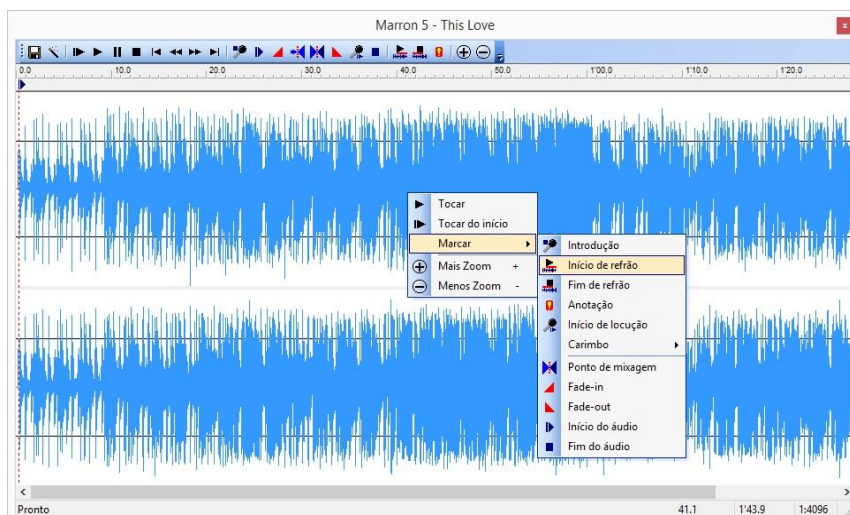 Marron 5 - This Love
x
0.0 10.0 20.0 30.0 40.0 50.0 1'00.0 1'10.0 1'20.0
Tocar
Tocar do início
Marcar
Mais Zoom +
Menos Zoom -
Introdução
Início de refrão
Fim de refrão
Anotação
Início de locução
Carimbo
Ponto de mixagem
Fade-in
Fade-out
Início do áudio
Fim do áudio
Pronto 41.1 1'43.9 1:4096